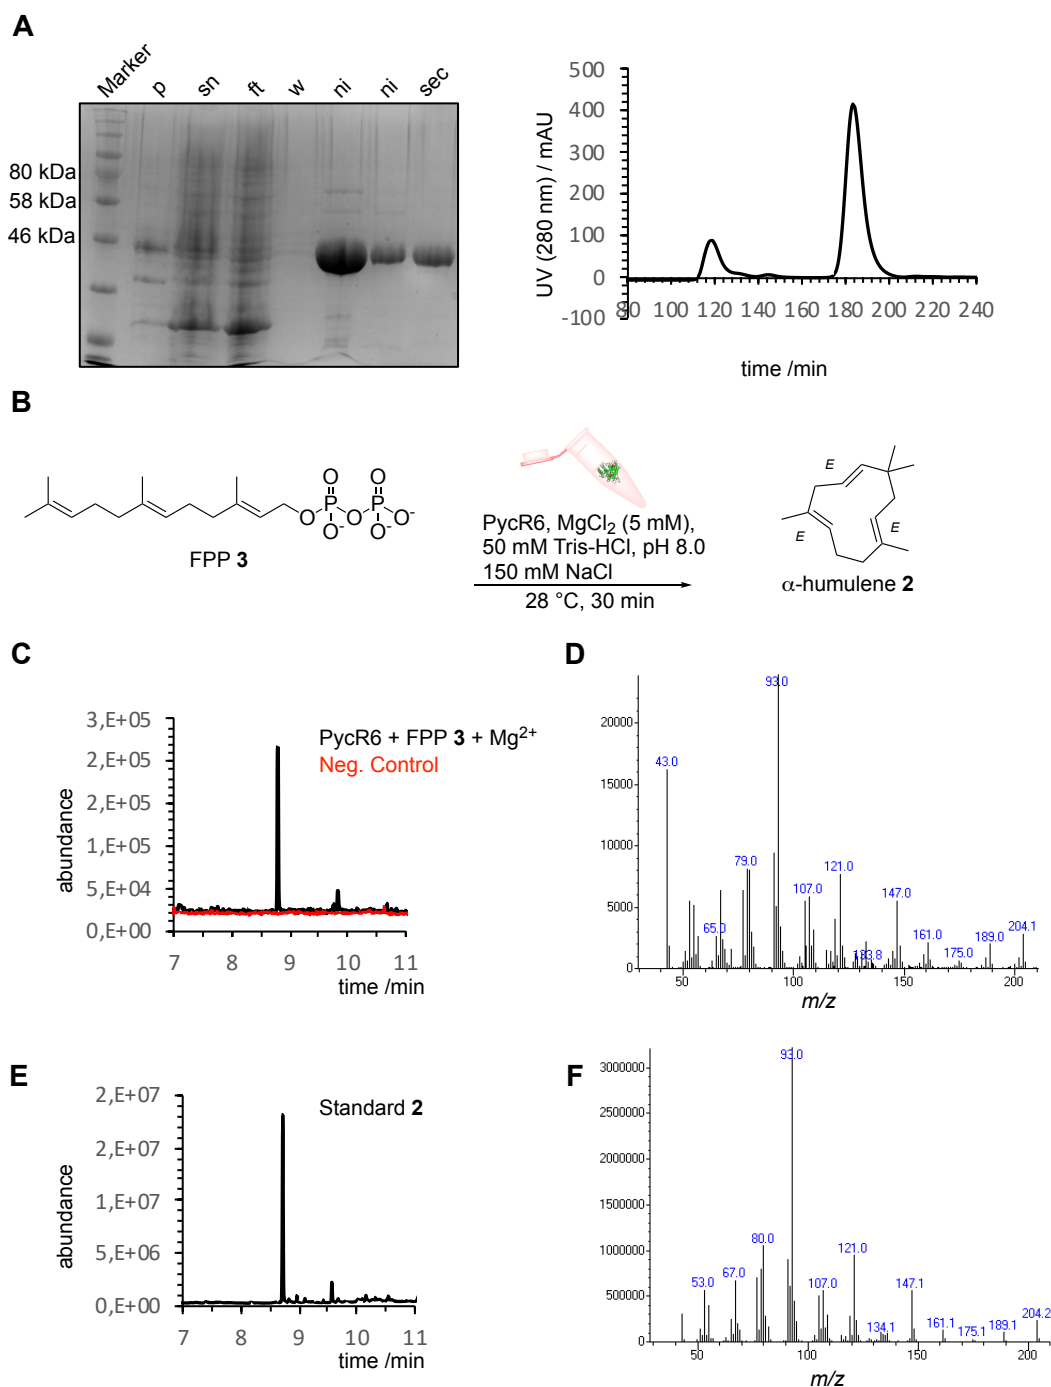 A
Marker p sn ft w ni ni sec
80 kDa
58 kDa
46 kDa
UV (280 nm) / mAU
500
400
300
200
100
0
-100
80 100 120 140 160 180 200 220 240
time /min
B
O O
P P
O O O-
O- O-
FPP 3
PycR6, MgCl2 (5 mM),
50 mM Tris-HCl, pH 8.0
150 mM NaCl
28 °C, 30 min
E
E
E
α-humulene 2
C
abundance
3,E+05
2,E+05
2,E+05
1,E+05
5,E+04
0,E+00
PycR6 + FPP 3 + Mg2+
Neg. Control
7 8 9 10 11
time /min
D
20000
15000
10000
5000
0
43.0
65.0
79.0
93.0
107.0
121.0
133.8
147.0
161.0
175.0
189.0
204.1
50 100 150 200
m/z
E
abundance
2,E+07
2,E+07
1,E+07
5,E+06
0,E+00
Standard 2
7 8 9 10 11
time /min
F
3000000
2500000
2000000
1500000
1000000
500000
0
53.0
67.0
80.0
93.0
107.0
121.0
134.1
147.1
161.1
175.1
189.1
204.2
50 100 150 200
m/z